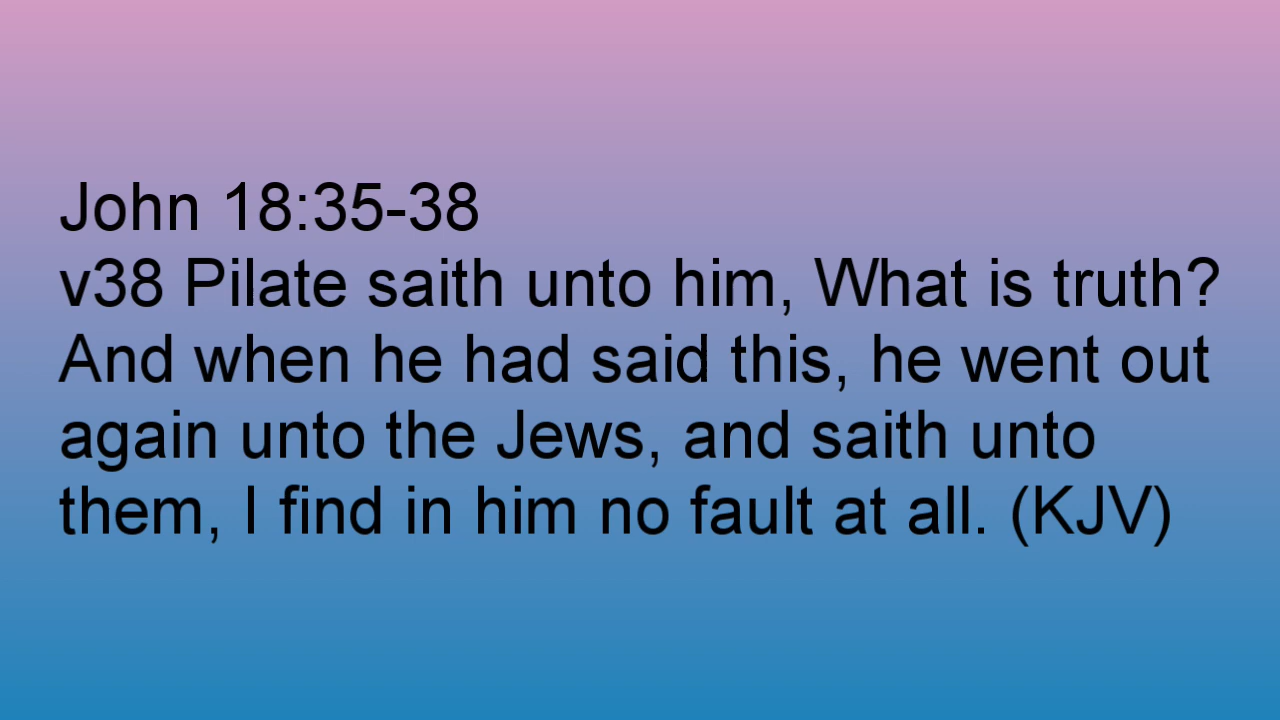 John 18:35-38
v38 Pilate saith unto him, What is truth?
And when he had said this, he went out
again unto the Jews, and saith unto
them, I find in him no fault at all. (KJV)